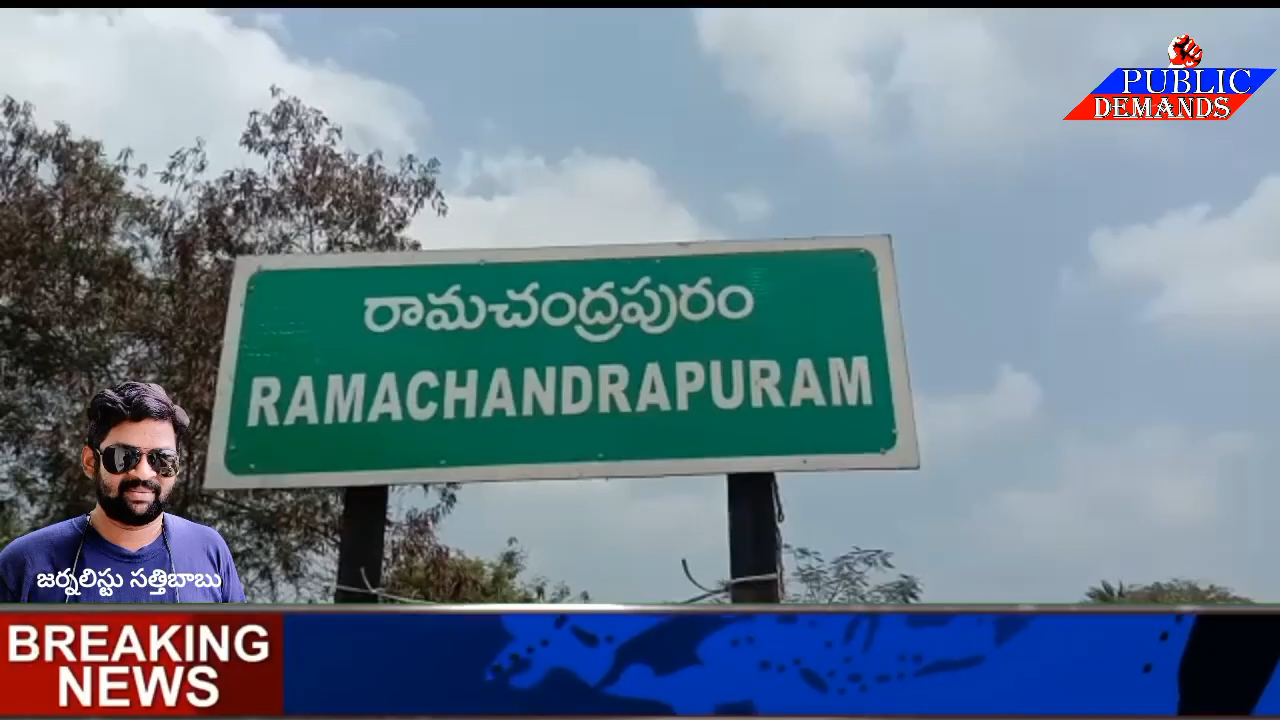 PUBLIC
DEMANDS
రామచంద్రపురం
RAMACHANDRAPURAM
జర్నలిస్టు సత్తిబాబు
BREAKING
NEWS